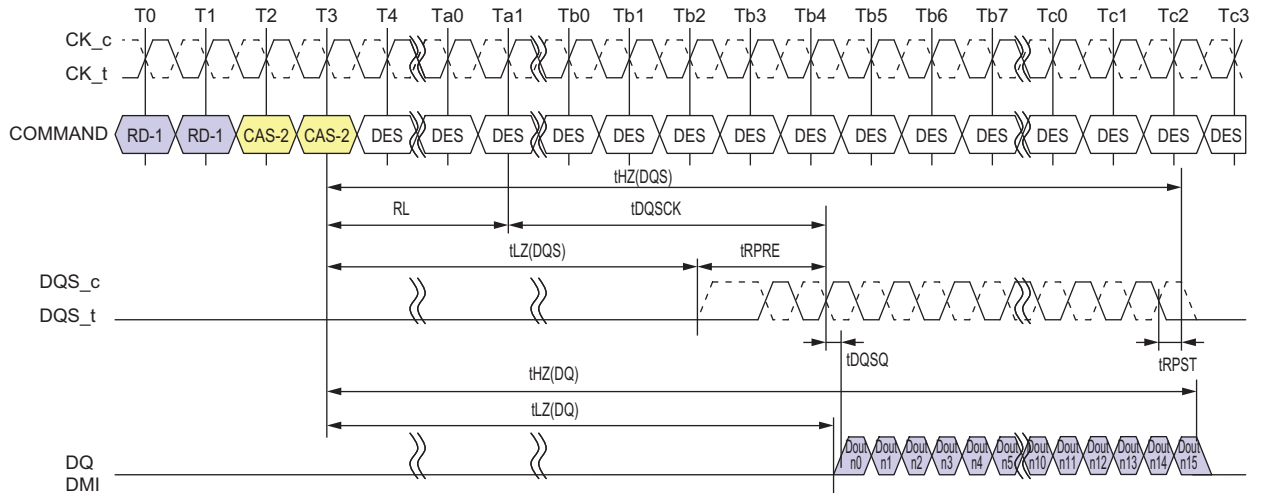 T0 T1 T2 T3 T4 Ta0 Ta1 Tb0 Tb1 Tb2 Tb3 Tb4 Tb5 Tb6 Tb7 Tc0 Tc1 Tc2 Tc3
CK_c
CK_t
COMMAND RD-1 RD-1 CAS-2 CAS-2 DES DES DES DES DES DES DES DES DES DES DES DES DES DES DES
tHZ(DQS)
RL tDQSCK
tLZ(DQS) tRPRE
DQS_c
DQS_t
tDQSQ tRPST
tHZ(DQ)
tLZ(DQ)
Dout Dout Dout Dout Dout Dout Dout Dout Dout Dout Dout Dout
DQ n0 n1 n2 n3 n4 n5 n10 n11 n12 n13 n14 n15
DMI